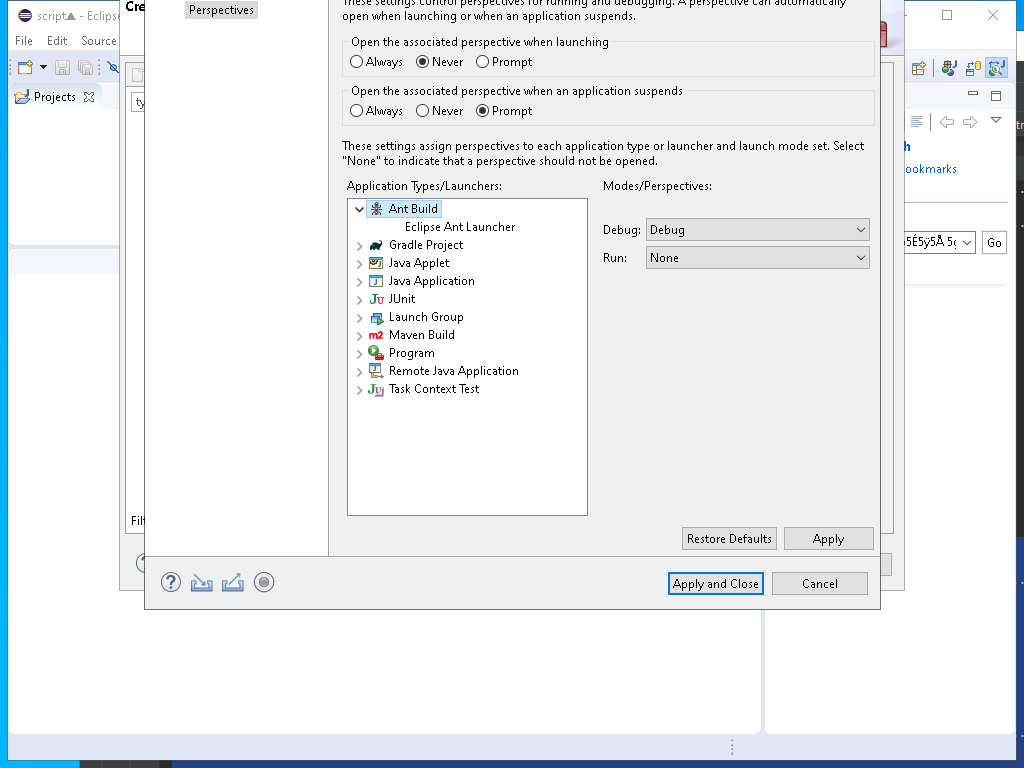 Cre
Perspectives
These settings control perspectives for running and debugging. A perspective can automatically
open when launching or when an application suspends.
Eclipse
File Edit Source
Open the associated perspective when launching
Always Never Prompt
Projects
Open the associated perspective when an application suspends
Always Never Prompt
ty
These settings assign perspectives to each application type or launcher and launch mode set. Select
"None" to indicate that a perspective should not be opened.
h
ookmarks
Application Types/Launchers:
Modes/Perspectives:
Ant Build
Eclipse Ant Launcher
Gradle Project
Java Applet
Java Application
JUnit
Launch Group
Maven Build
Program
Remote Java Application
Task Context Test
Debug: Debug
Run: None
Go
Filt
Restore Defaults Apply
Apply and Close Cancel